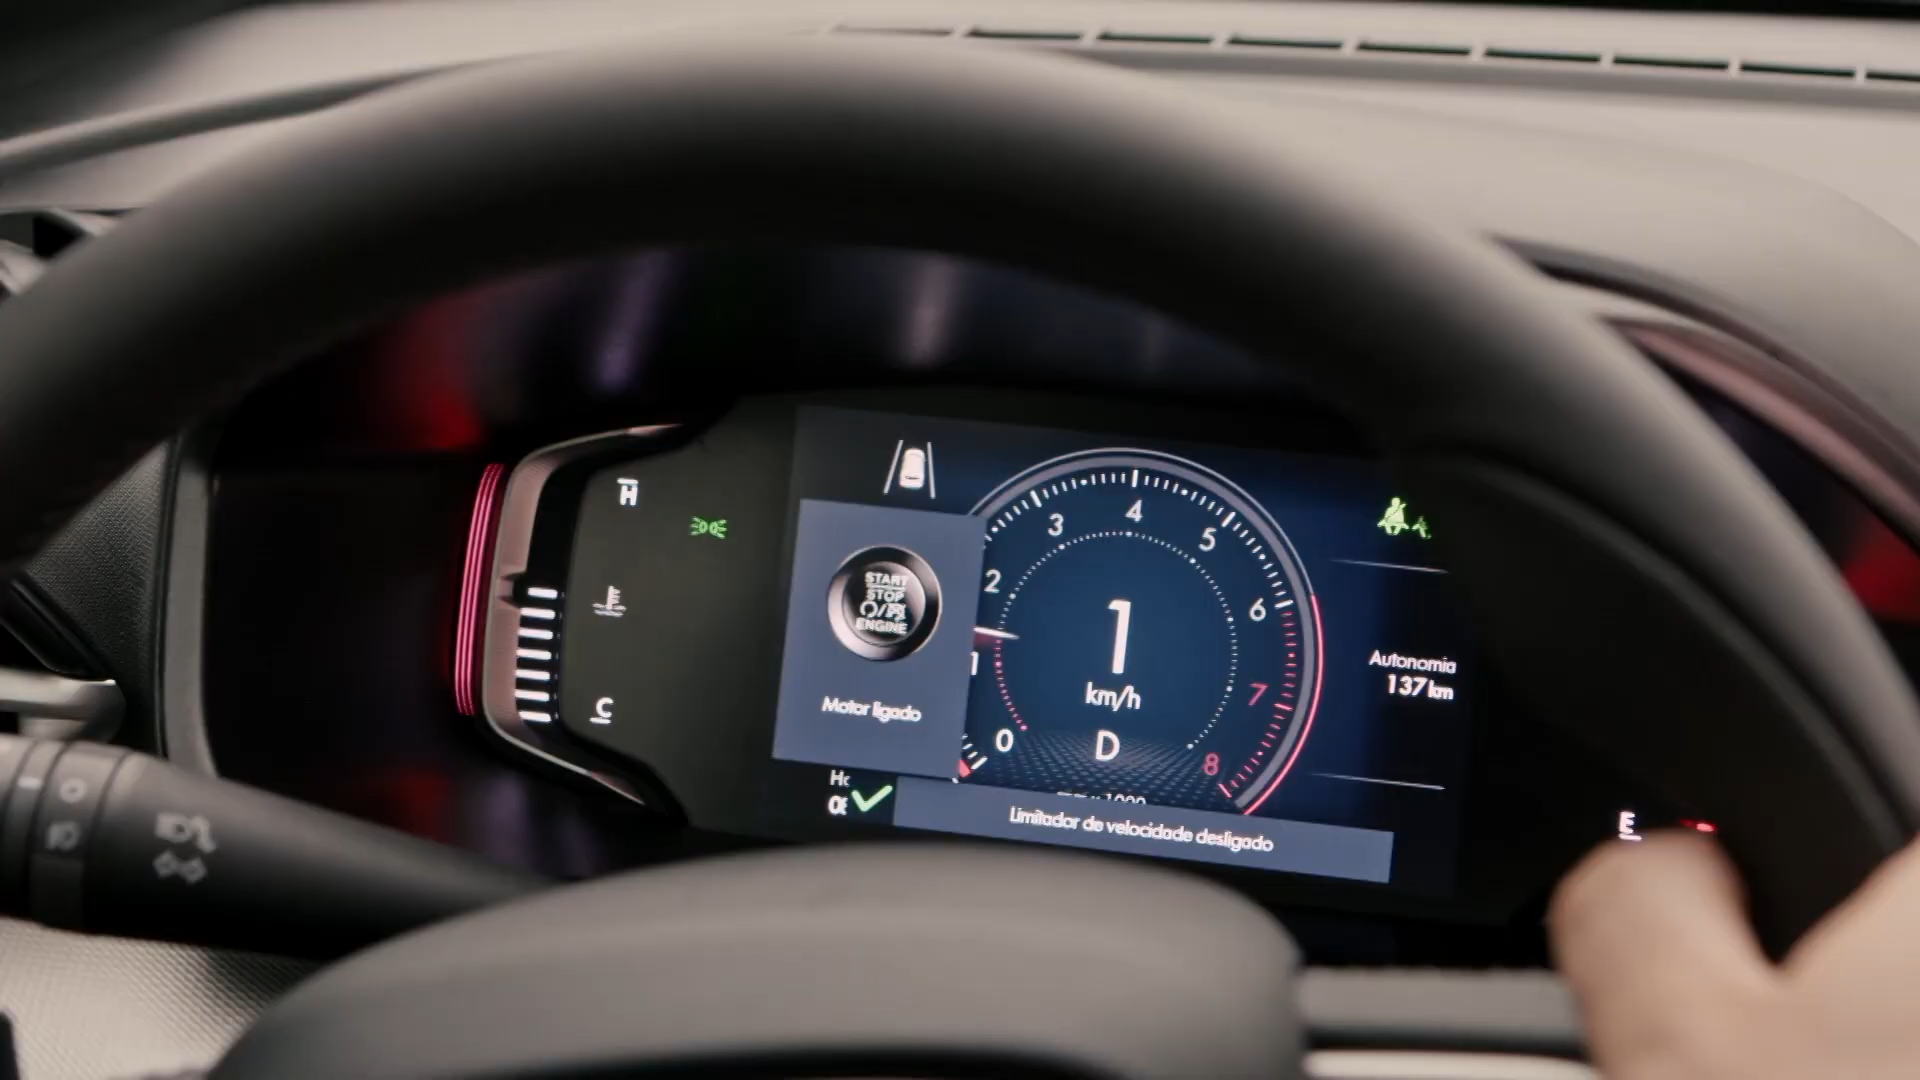 H
C
START
STOP
ENGINE
Motor ligado
0
1
2
3
4
5
6
7
8
1
km/h
D
Autonomia
137 km
Limitador de velocidade desligado
E